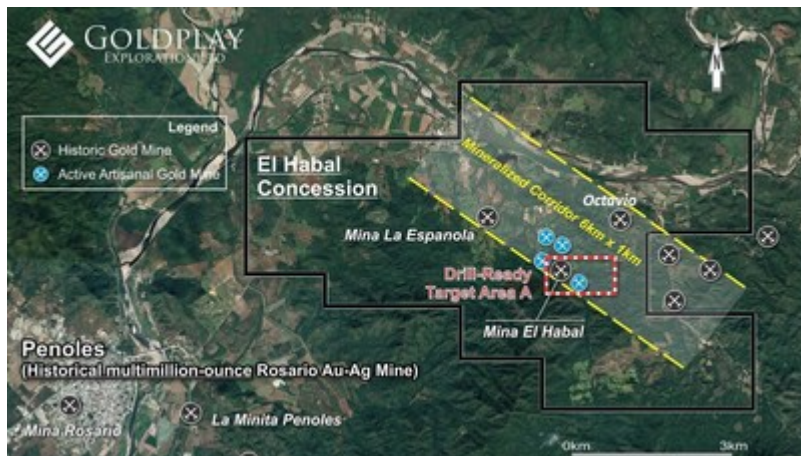 GOLDPLAY
EXPLORATION LTD
N
Legend
Historic Gold Mine
Active Artisanal Gold Mine
El Habal
Concession
Mineralized Corridor 6km x 1km
Octavio
Mina La Espanola
Drill-Ready
Target Area A
Mina El Habal
Penoles
(Historical multimillion-ounce Rosario Au-Ag Mine)
Mina Rosario
La Minita Penoles
0km
3km